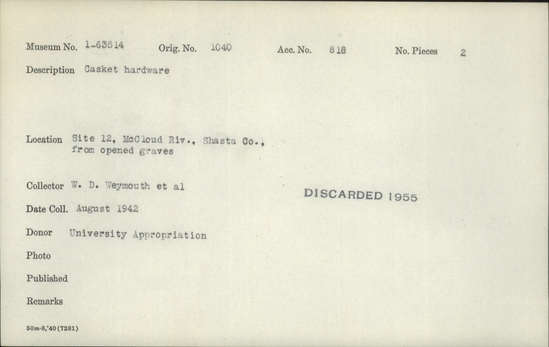 Museum No. 1-63514 Orig. No. 1040 Acc. No. 818 No. Pieces 2
Description Casket hardware
Location Site 12, McCloud Riv., Shasta Co.,
from opened graves
Collector W. D. Weymouth et al
DISCARDED 1955
Date Coll. August 1942
Donor University Appropriation
Photo
Published
Remarks
50m-8,'40 (7281)